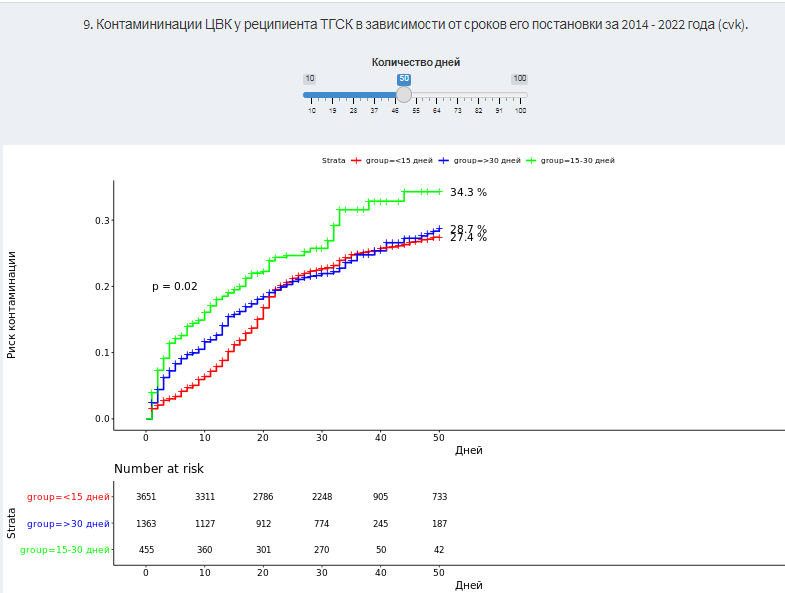 9. Контамининации ЦВК у реципиента ТГСК в зависимости от сроков его постановки за 2014 - 2022 года (cvk).
Количество дней
10 50 100
10 19 28 37 46 55 64 73 82 91 100
Strata group=<15 дней group=>30 дней group=15-30 дней
34.3 %
28.7 %
27.4 %
p = 0.02
Риск контаминации
0.3
0.2
0.1
0.0
0 10 20 30 40 50
Дней
Number at risk
Strata
group=<15 дней 3651 3311 2786 2248 905 733
group=>30 дней 1363 1127 912 774 245 187
group=15-30 дней 455 360 301 270 50 42
0 10 20 30 40 50
Дней